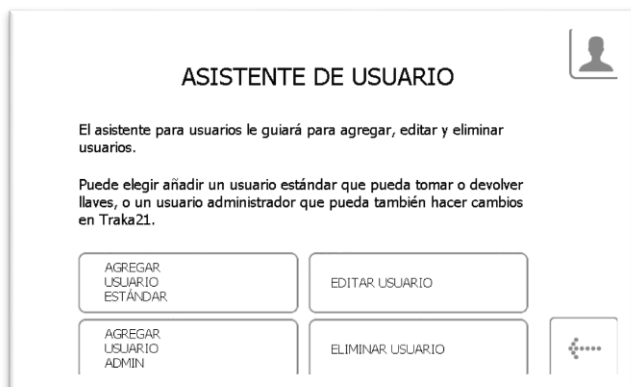 ASISTENTE DE USUARIO
El asistente para usuarios le guiará para agregar, editar y eliminar
usuarios.
Puede elegir añadir un usuario estándar que pueda tomar o devolver
llaves, o un usuario administrador que pueda también hacer cambios
en Traka21.
AGREGAR
USUARIO
ESTÁNDAR
EDITAR USUARIO
AGREGAR
USUARIO
ADMIN
ELIMINAR USUARIO